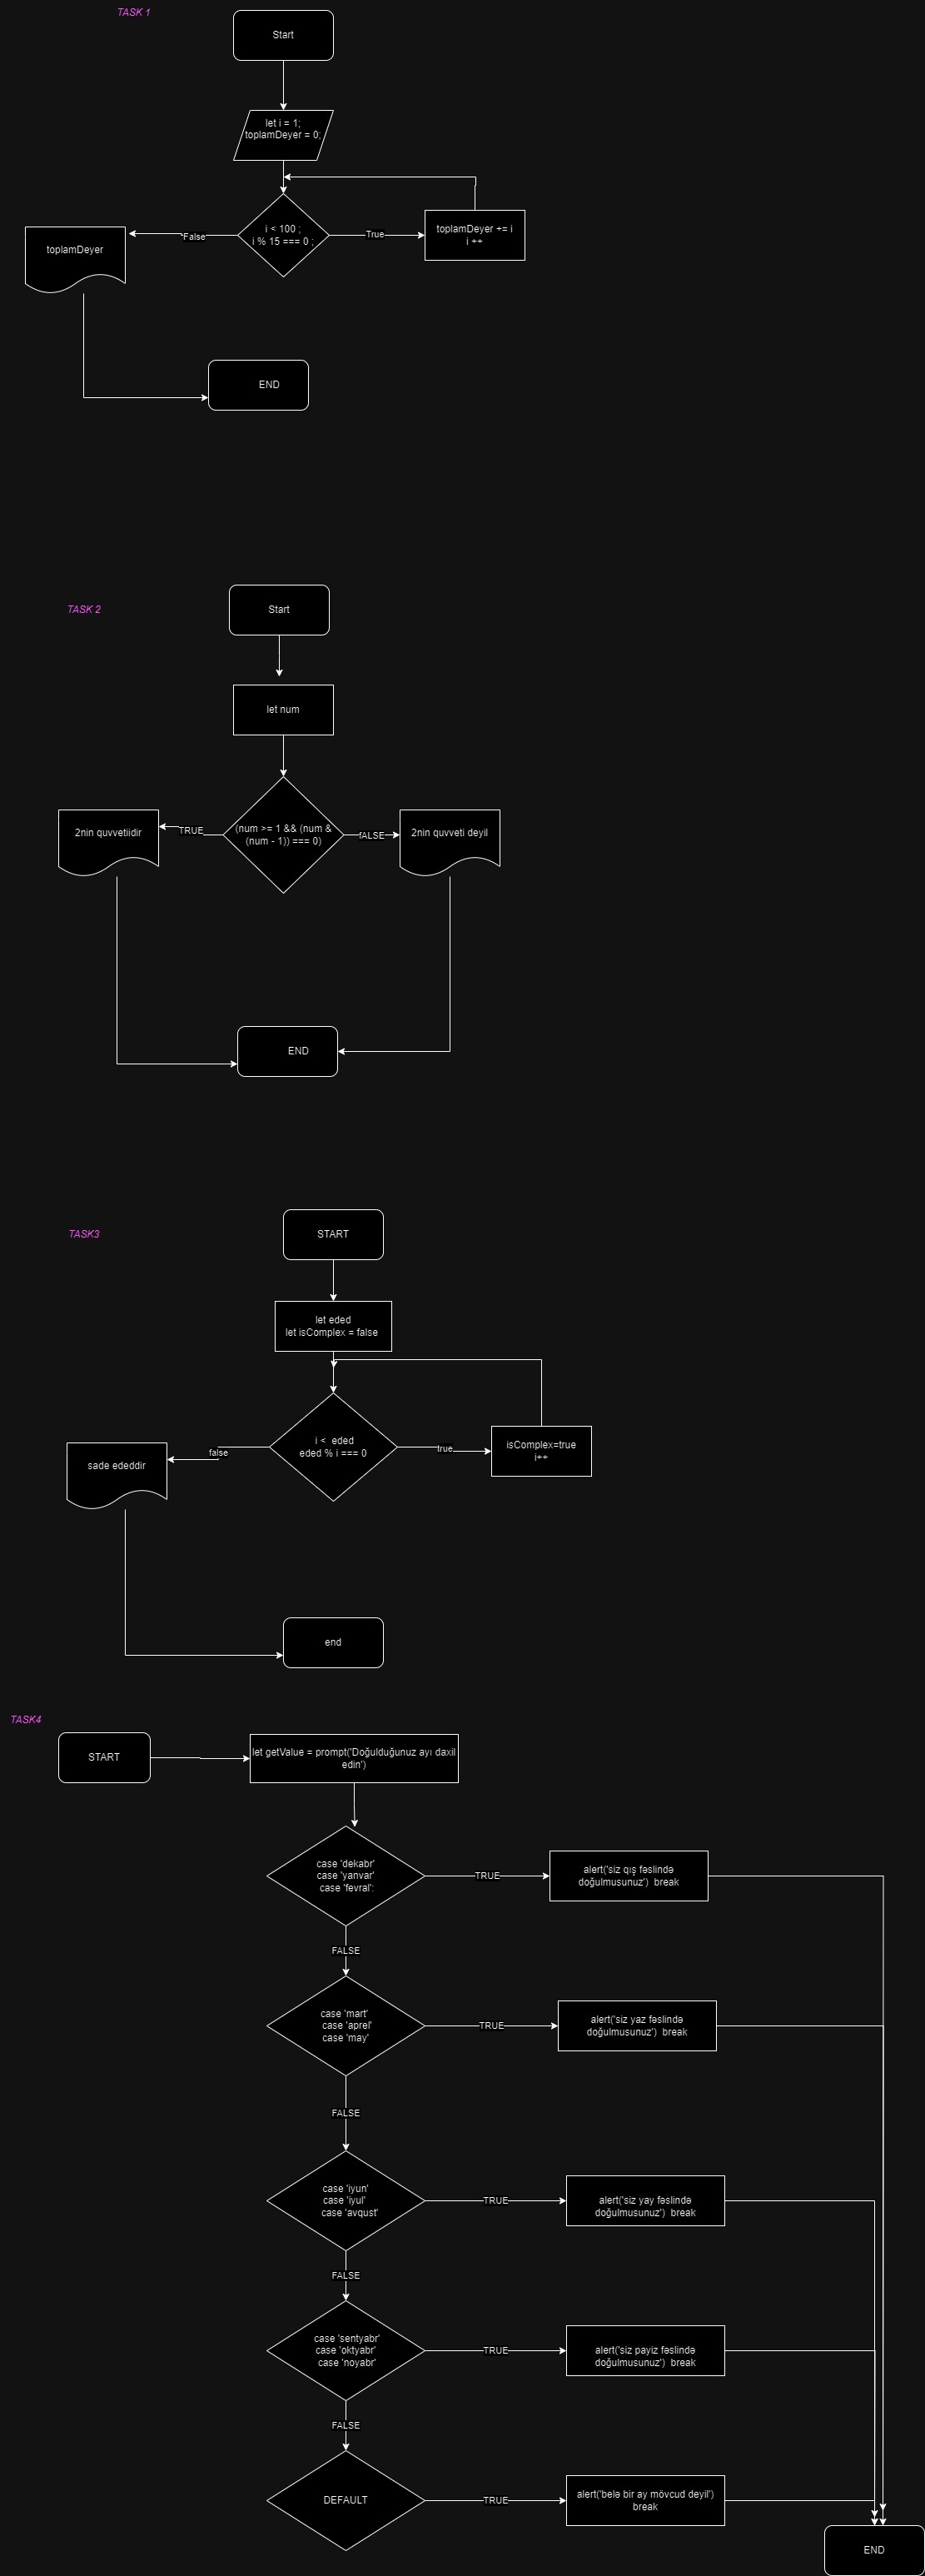 TASK 1
Start
let i = 1;
toplamDeyer = 0;
i < 100 ;
i % 15 === 0 ;
False
True
toplamDeyer += i
i ++
toplamDeyer
END
TASK 2
Start
let num
(num >= 1 && (num &
(num - 1)) === 0)
TRUE
fALSE
2nin quvvetiidir
2nin quvveti deyil
END
TASK3
START
let eded
let isComplex = false
i < eded
eded % i === 0
false
true
isComplex=true
i++
sade ededdir
end
TASK4
START
let getValue = prompt('Doğulduğunuz ayı daxil
edin')
case 'dekabr'
case 'yanvar'
case 'fevral':
TRUE
alert('siz qış fəslində
doğulmusunuz') break
FALSE
case 'mart'
case 'aprel'
case 'may'
TRUE
alert('siz yaz fəslində
doğulmusunuz') break
FALSE
case 'iyun'
case 'iyul'
case 'avqust'
TRUE
alert('siz yay fəslində
doğulmusunuz') break
FALSE
case 'sentyabr'
case 'oktyabr'
case 'noyabr'
TRUE
alert('siz payiz fəslində
doğulmusunuz') break
FALSE
DEFAULT
TRUE
alert('belə bir ay mövcud deyil')
break
END